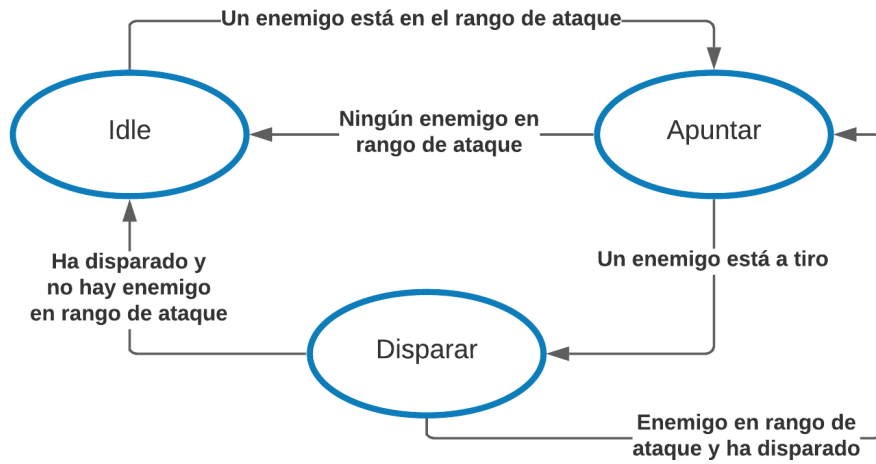 Un enemigo está en el rango de ataque
Idle
Ningún enemigo en
rango de ataque
Apuntar
Ha disparado y
no hay enemigo
en rango de ataque
Un enemigo está a tiro
Disparar
Enemigo en rango de
ataque y ha disparado